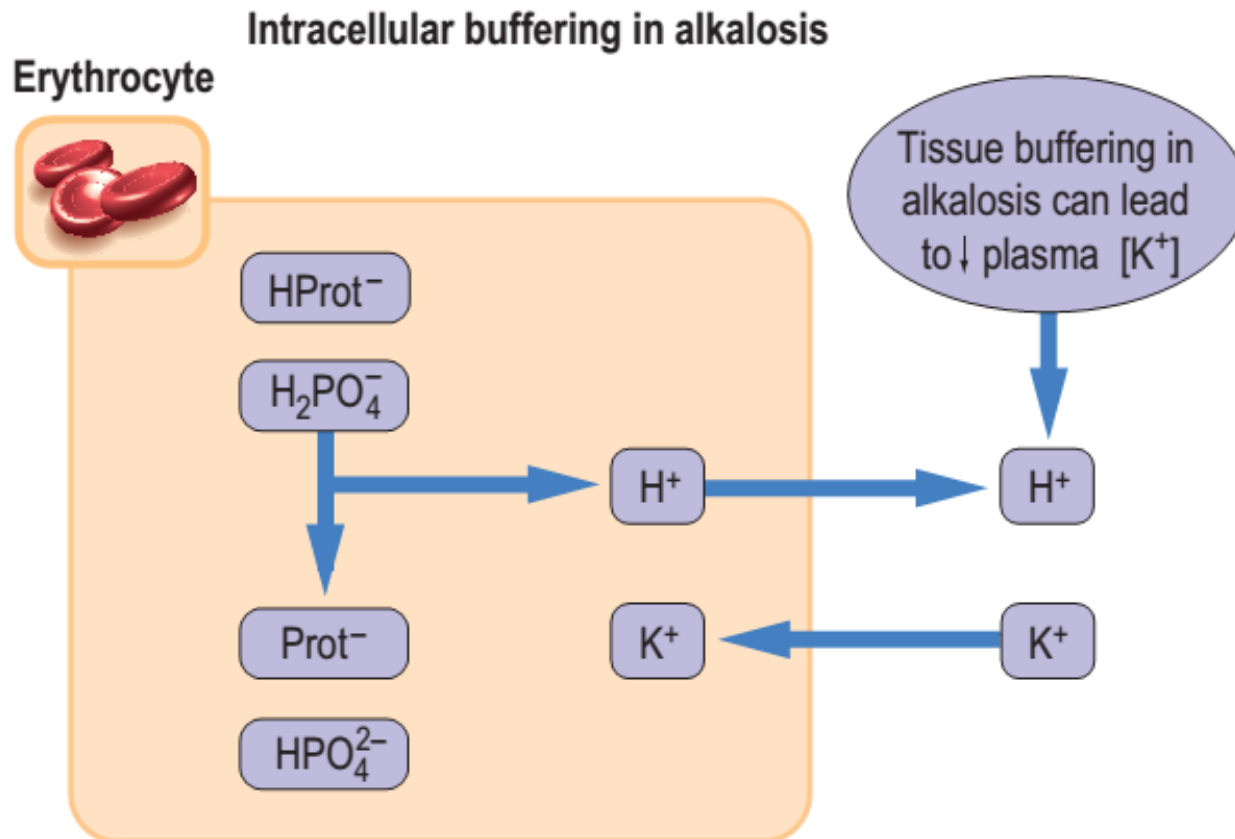 Intracellular buffering in alkalosis
Erythrocyte
Tissue buffering in
alkalosis can lead
to ↓ plasma [K⁺]
HProt⁻
H₂PO₄⁻
H⁺
H⁺
Prot⁻
K⁺
K⁺
HPO₄²⁻